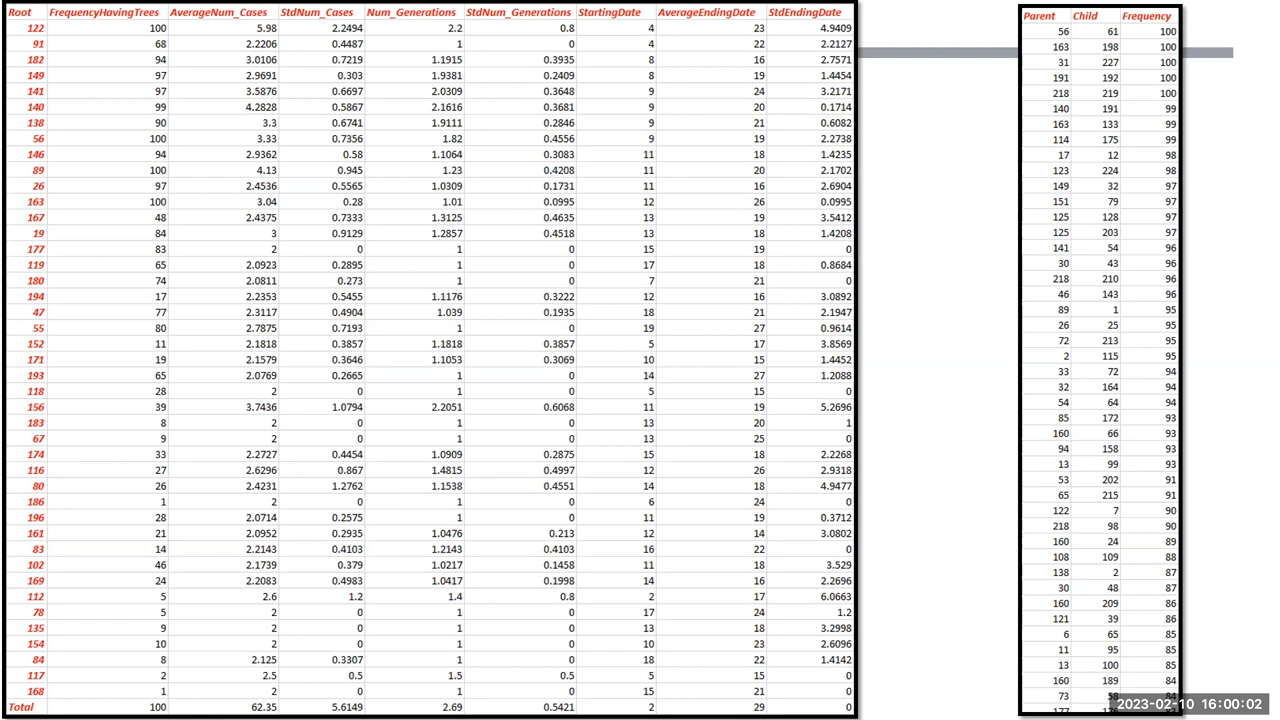 Root FrequencyHavingTrees AverageNum_Cases StdNum_Cases Num_Generations StdNum_Generations StartingDate AverageEndingDate StdEndingDate
122 100 5.98 2.2494 2.2 0.8 4 23 4.9409
91 68 2.2206 0.4487 1 0 4 22 2.2127
182 94 3.0106 0.7219 1.1915 0.3935 8 16 2.7571
149 97 2.9691 0.303 1.9381 0.2409 8 19 1.4454
141 97 3.5876 0.6697 2.0309 0.3648 9 24 3.2171
140 99 4.2828 0.5867 2.1616 0.3681 9 20 0.1714
138 90 3.3 0.6741 1.9111 0.2846 9 21 0.6082
56 100 3.33 0.7356 1.82 0.4556 9 19 2.2738
146 94 2.9362 0.58 1.1064 0.3083 11 18 1.4235
89 100 4.13 0.945 1.23 0.4208 11 20 2.1702
26 97 2.4536 0.5565 1.0309 0.1731 11 16 2.6904
163 100 3.04 0.28 1.01 0.0995 12 26 0.0995
167 48 2.4375 0.7333 1.3125 0.4635 13 19 3.5412
19 84 3 0.9129 1.2857 0.4518 13 18 1.4208
177 83 2 0 1 0 15 19 0
119 65 2.0923 0.2895 1 0 17 18 0.8684
180 74 2.0811 0.273 1 0 7 21 0
194 17 2.2353 0.5455 1.1176 0.3222 12 16 3.0892
47 77 2.3117 0.4904 1.039 0.1935 18 21 2.1947
55 80 2.7875 0.7193 1 0 19 27 0.9614
152 11 2.1818 0.3857 1.1818 0.3857 5 17 3.8569
171 19 2.1579 0.3646 1.1053 0.3069 10 15 1.4452
193 65 2.0769 0.2665 1 0 14 27 1.2088
118 28 2 0 1 0 5 15 0
156 39 3.7436 1.0794 2.2051 0.6068 11 19 5.2696
183 8 2 0 1 0 13 20 1
67 9 2 0 1 0 13 25 0
174 33 2.2727 0.4454 1.0909 0.2875 15 18 2.2268
116 27 2.6296 0.867 1.4815 0.4997 12 26 2.9318
80 26 2.4231 1.2762 1.1538 0.4551 14 18 4.9477
186 1 2 0 1 0 6 24 0
196 28 2.0714 0.2575 1 0 11 19 0.3712
161 21 2.0952 0.2935 1.0476 0.213 12 14 3.0802
83 14 2.2143 0.4103 1.2143 0.4103 16 22 0
102 46 2.1739 0.379 1.0217 0.1458 11 18 3.529
169 24 2.2083 0.4983 1.0417 0.1998 14 16 2.2696
112 5 2.6 1.2 1.4 0.8 2 17 6.0663
78 5 2 0 1 0 17 24 1.2
135 9 2 0 1 0 13 18 3.2998
154 10 2 0 1 0 10 23 2.6096
84 8 2.125 0.3307 1 0 18 22 1.4142
117 2 2.5 0.5 1.5 0.5 5 15 0
168 1 2 0 1 0 15 21 0
Total 100 62.35 5.6149 2.69 0.5421 2 29 0
Parent Child Frequency
56 61 100
163 198 100
31 227 100
191 192 100
218 219 100
140 191 99
163 133 99
114 175 99
17 12 98
123 224 98
149 32 97
151 79 97
125 128 97
125 203 97
141 54 96
30 43 96
218 210 96
46 143 96
89 1 95
26 25 95
72 213 95
2 115 95
33 72 94
32 164 94
54 64 94
85 172 93
160 66 93
94 158 93
13 99 93
53 202 91
65 215 91
122 7 90
218 98 90
160 24 89
108 109 88
138 2 87
30 48 87
160 209 86
121 39 86
6 65 85
11 95 85
13 100 85
160 189 84
73 58 84
2023-02-10 16:00:02